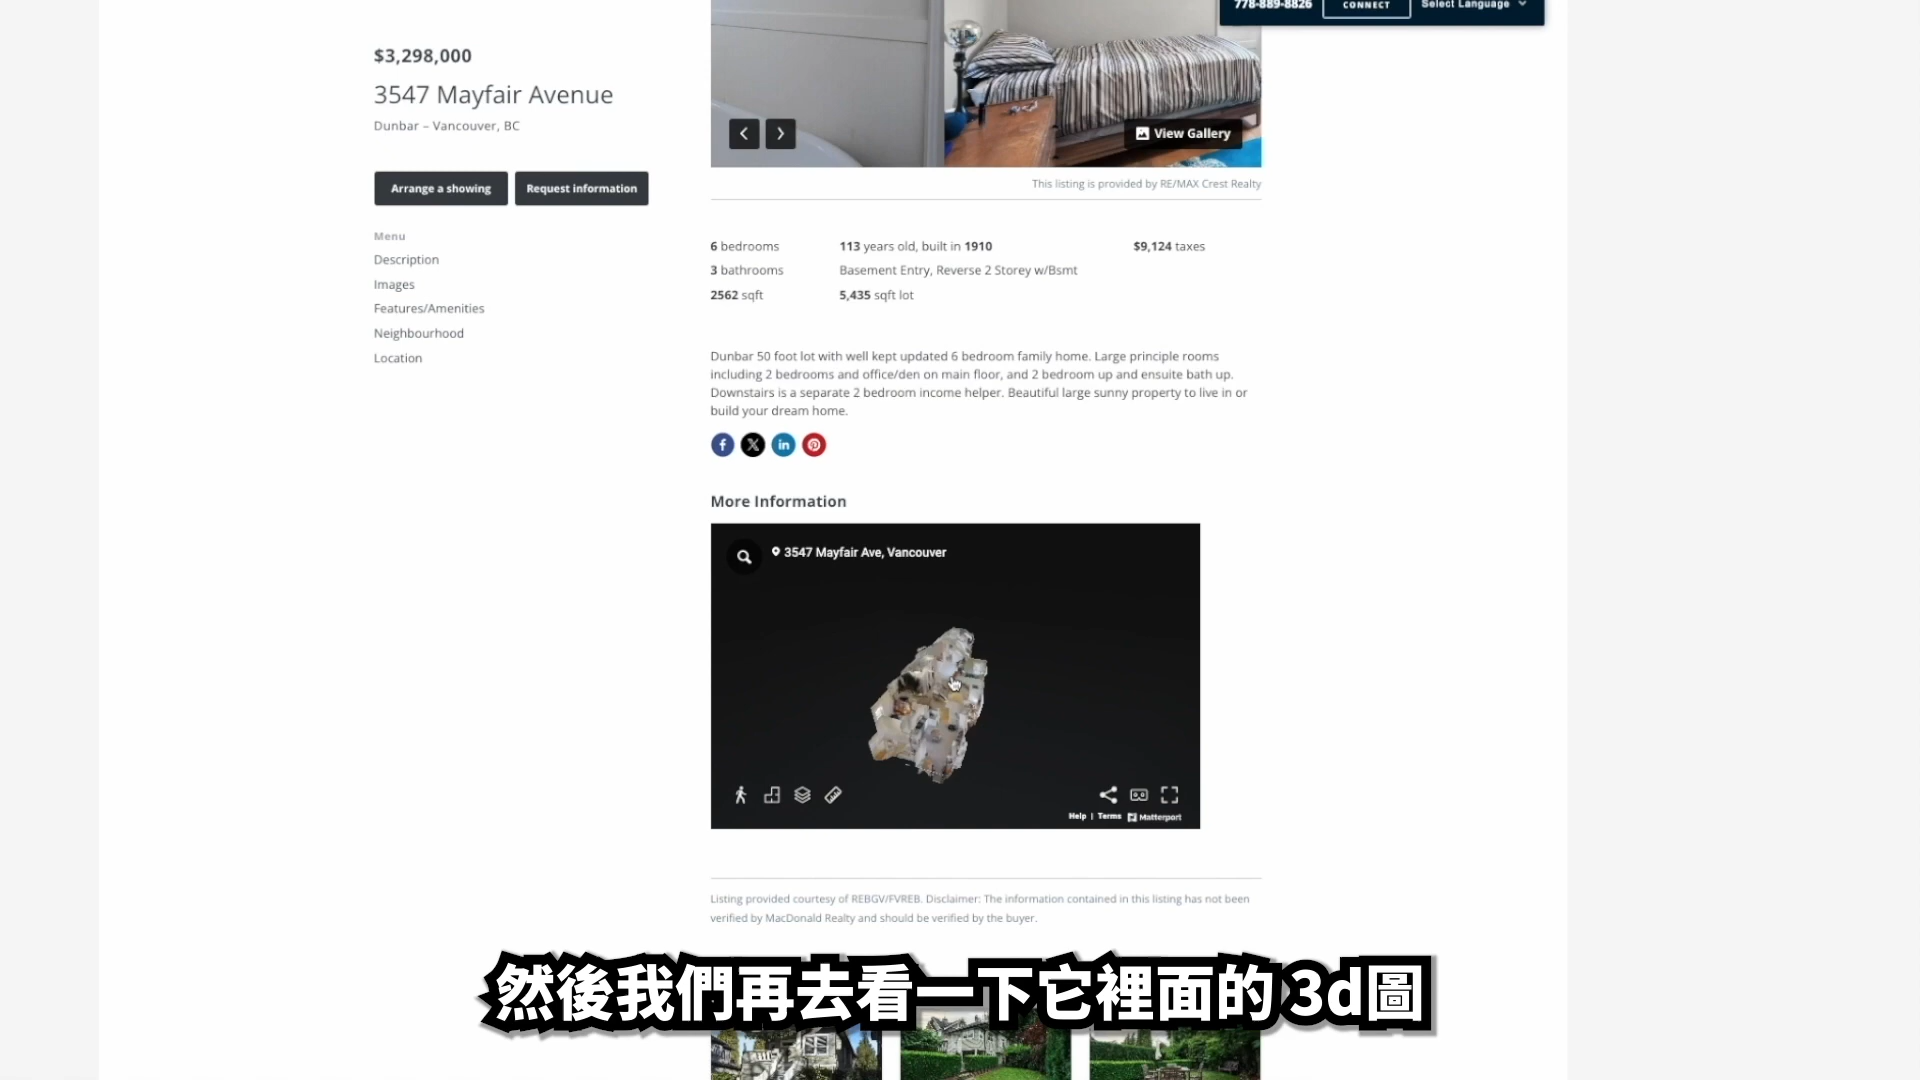 778-889-8826 CONNECT Select Language
$3,298,000
3547 Mayfair Avenue
Dunbar – Vancouver, BC
View Gallery
Arrange a showing Request information
This listing is provided by RE/MAX Crest Realty
Menu
Description
Images
Features/Amenities
Neighbourhood
Location
6 bedrooms 113 years old, built in 1910 $9,124 taxes
3 bathrooms Basement Entry, Reverse 2 Storey w/Bsmt
2562 sqft 5,435 sqft lot
Dunbar 50 foot lot with well kept updated 6 bedroom family home. Large principle rooms
including 2 bedrooms and office/den on main floor, and 2 bedroom up and ensuite bath up.
Downstairs is a separate 2 bedroom income helper. Beautiful large sunny property to live in or
build your dream home.
More Information
3547 Mayfair Ave, Vancouver
Help | Terms Matterport
Listing provided courtesy of REBGV/FVREB. Disclaimer: The information contained in this listing has not been
verified by MacDonald Realty and should be verified by the buyer.
然後我們再去看一下它裡面的 3d圖